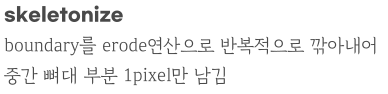 skeletonize
boundary를 erode연산으로 반복적으로 깎아내어
중간 뼈대 부분 1pixel만 남김